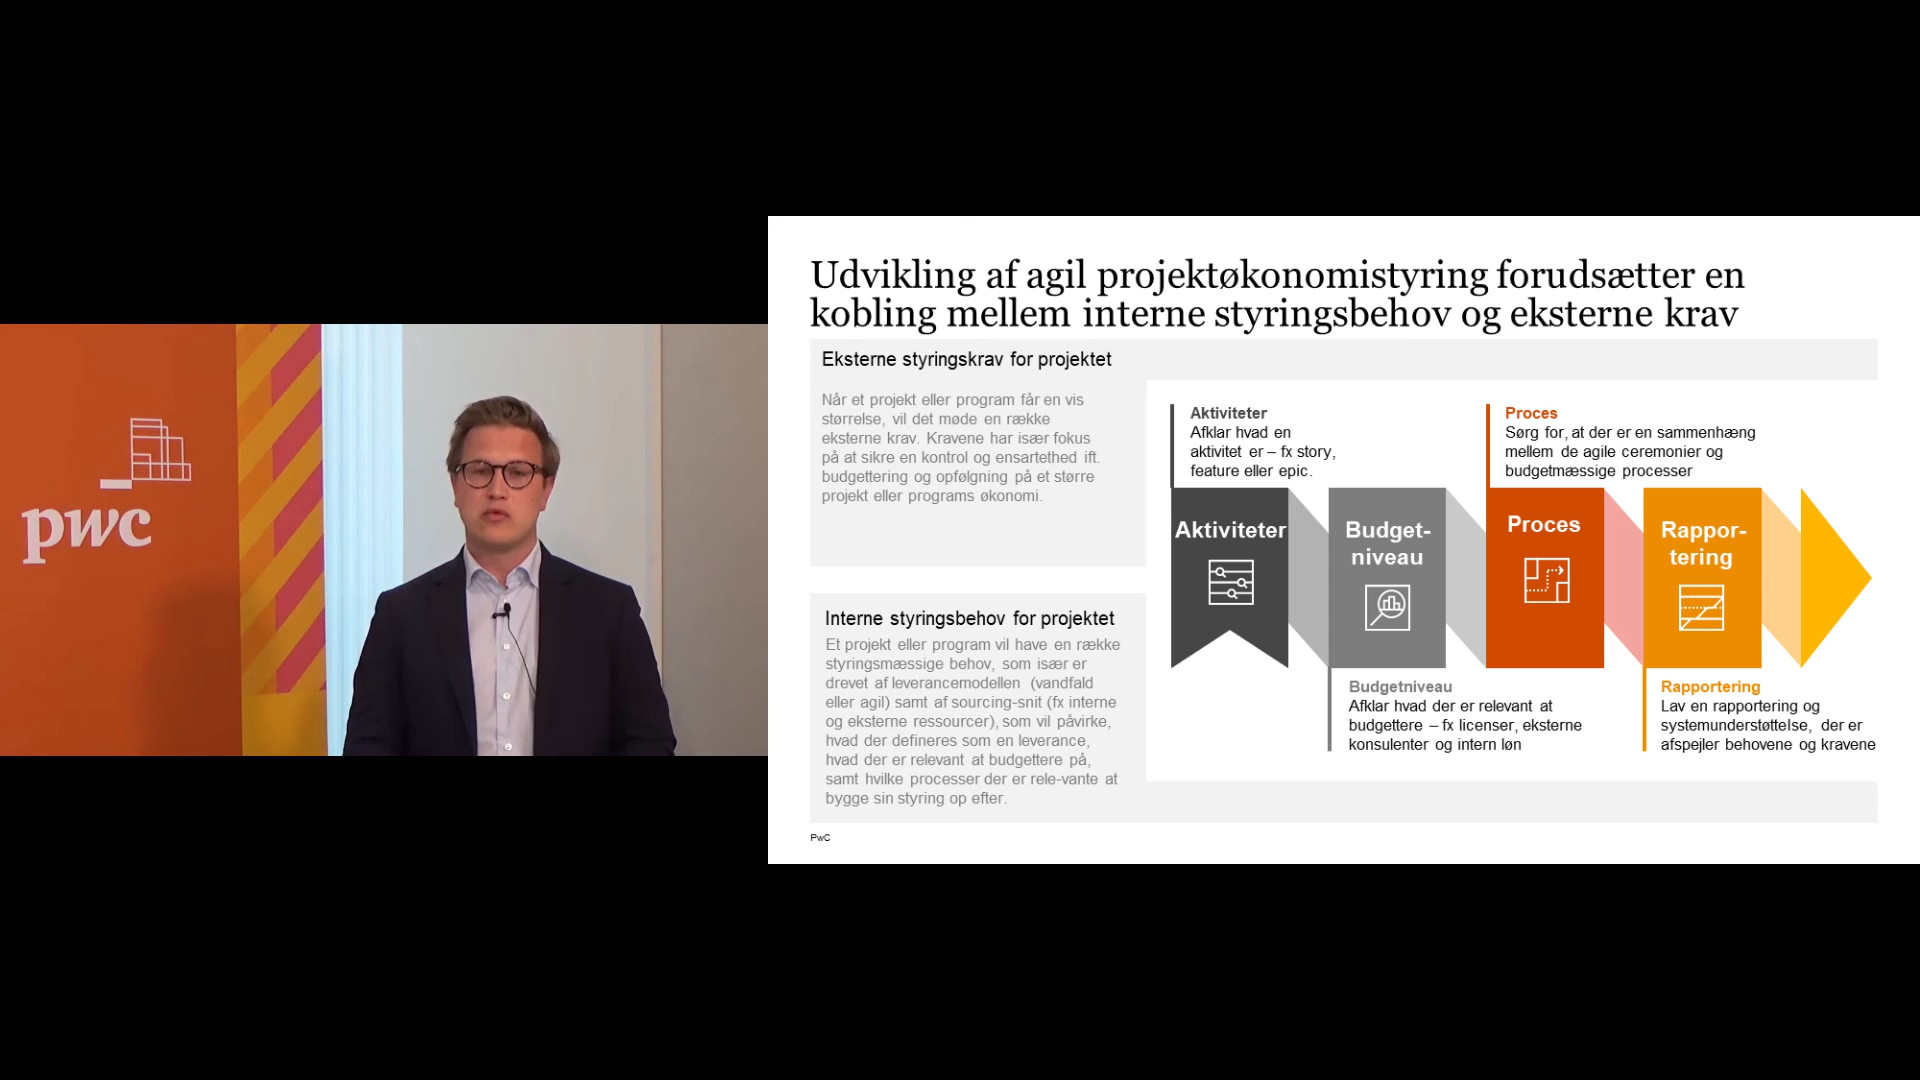 pwc
Udvikling af agil projektøkonomistyring forudsætter en
kobling mellem interne styringsbehov og eksterne krav
Eksterne styringskrav for projektet
Når et projekt eller program får en vis
størrelse, vil det møde en række
eksterne krav. Kravene har især fokus
på at sikre en kontrol og ensartethed ift.
budgettering og opfølgning på et større
projekt eller programs økonomi.
Interne styringsbehov for projektet
Et projekt eller program vil have en række
styringsmæssige behov, som især er
drevet af leverancemodellen (vandfald
eller agil) samt af sourcing-snit (fx interne
og eksterne ressourcer), som vil påvirke,
hvad der defineres som en leverance,
hvad der er relevant at budgettere på,
samt hvilke processer der er rele-vante at
bygge sin styring op efter.
Aktiviteter
Afklar hvad en
aktivitet er – fx story,
feature eller epic.
Proces
Sørg for, at der er en sammenhæng
mellem de agile ceremonier og
budgetmæssige processer
Aktiviteter
Budget-
niveau
Proces
Rappor-
tering
Budgetniveau
Afklar hvad der er relevant at
budgettere – fx licenser, eksterne
konsulenter og intern løn
Rapportering
Lav en rapportering og
systemunderstøttelse, der er
afspejler behovene og kravene
PwC